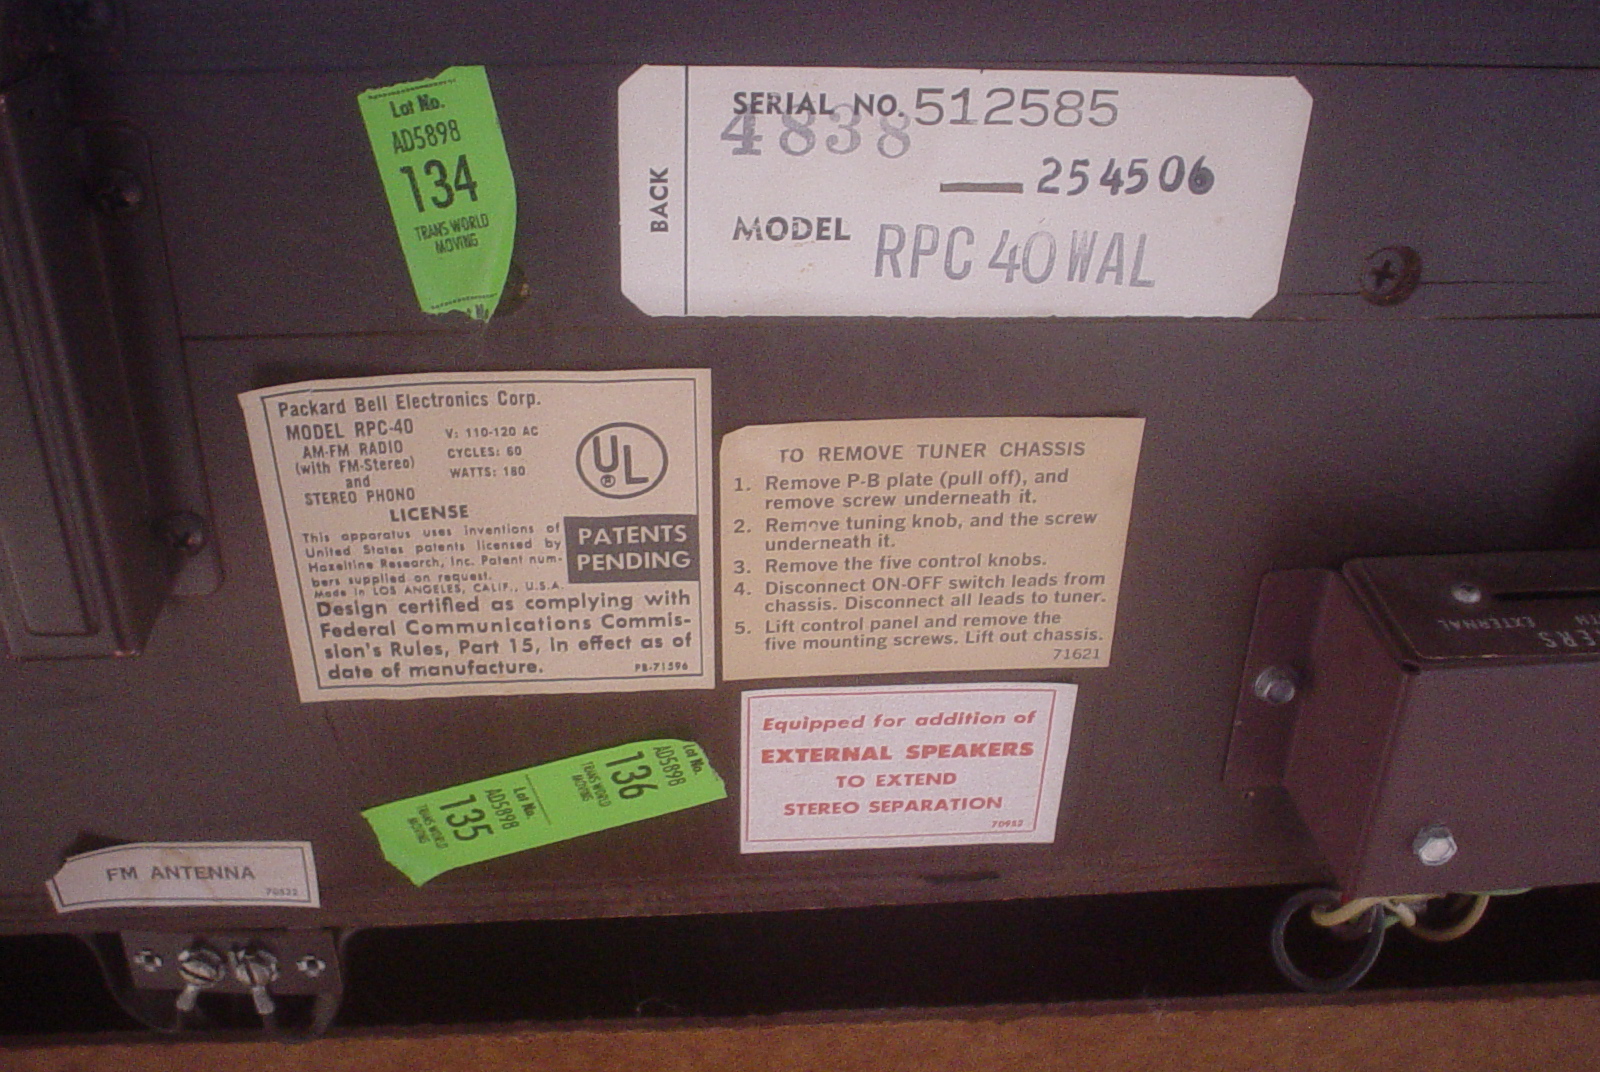 Lot No.
AD5898
134
TRANS WORLD
MOVING
BACK
SERIAL NO. 512585
4838
254506
MODEL RPC 40 WAL
Packard Bell Electronics Corp.
MODEL RPC-40
AM-FM RADIO
(with FM-Stereo)
and
STEREO PHONO
V: 110-120 AC
CYCLES: 60
WATTS: 180
UL
®
LICENSE
This apparatus uses inventions of
United States patents licensed by
Hazeltine Research, Inc. Patent num-
bers supplied on request.
Made in LOS ANGELES, CALIF., U.S.A.
PATENTS
PENDING
Design certified as complying with
Federal Communications Commis-
sion's Rules, Part 15, in effect as of
date of manufacture.
PB-71596
TO REMOVE TUNER CHASSIS
1. Remove P-B plate (pull off), and
remove screw underneath it.
2. Remove tuning knob, and the screw
underneath it.
3. Remove the five control knobs.
4. Disconnect ON-OFF switch leads from
chassis. Disconnect all leads to tuner.
5. Lift control panel and remove the
five mounting screws. Lift out chassis.
71621
Equipped for addition of
EXTERNAL SPEAKERS
TO EXTEND
STEREO SEPARATION
Lot No.
AD5898
136
TRANS WORLD
MOVING
Lot No.
AD5898
135
TRANS WORLD
MOVING
FM ANTENNA
70532
EXTERNAL